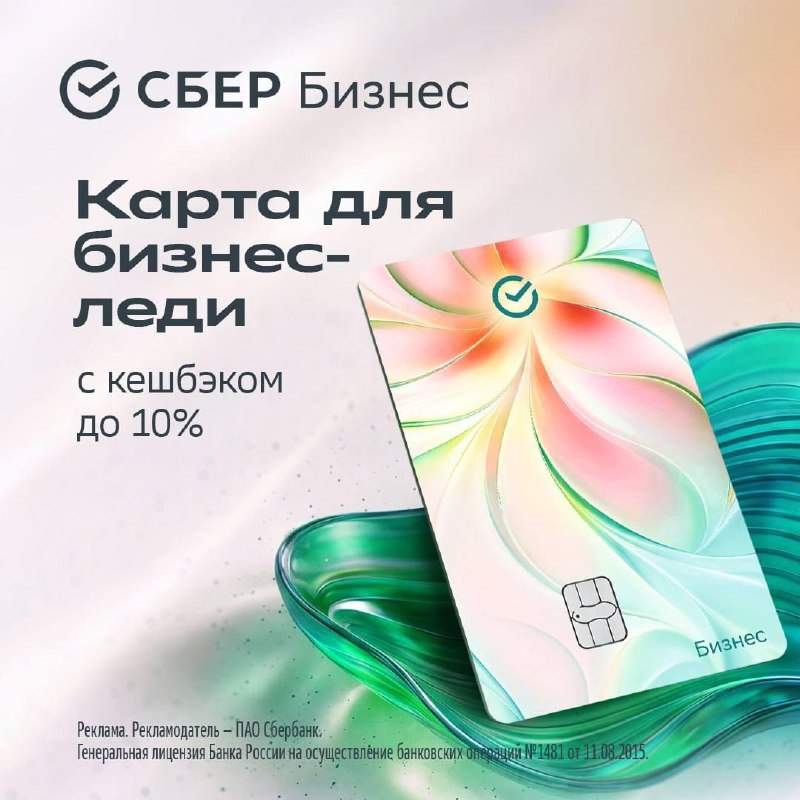 СБЕР Бизнес
Карта для
бизнес-
леди
с кешбэком
до 10%
Бизнес
Реклама. Рекламодатель – ПАО Сбербанк.
Генеральная лицензия Банка России на осуществление банковских операций №1481 от 11.08.2015.